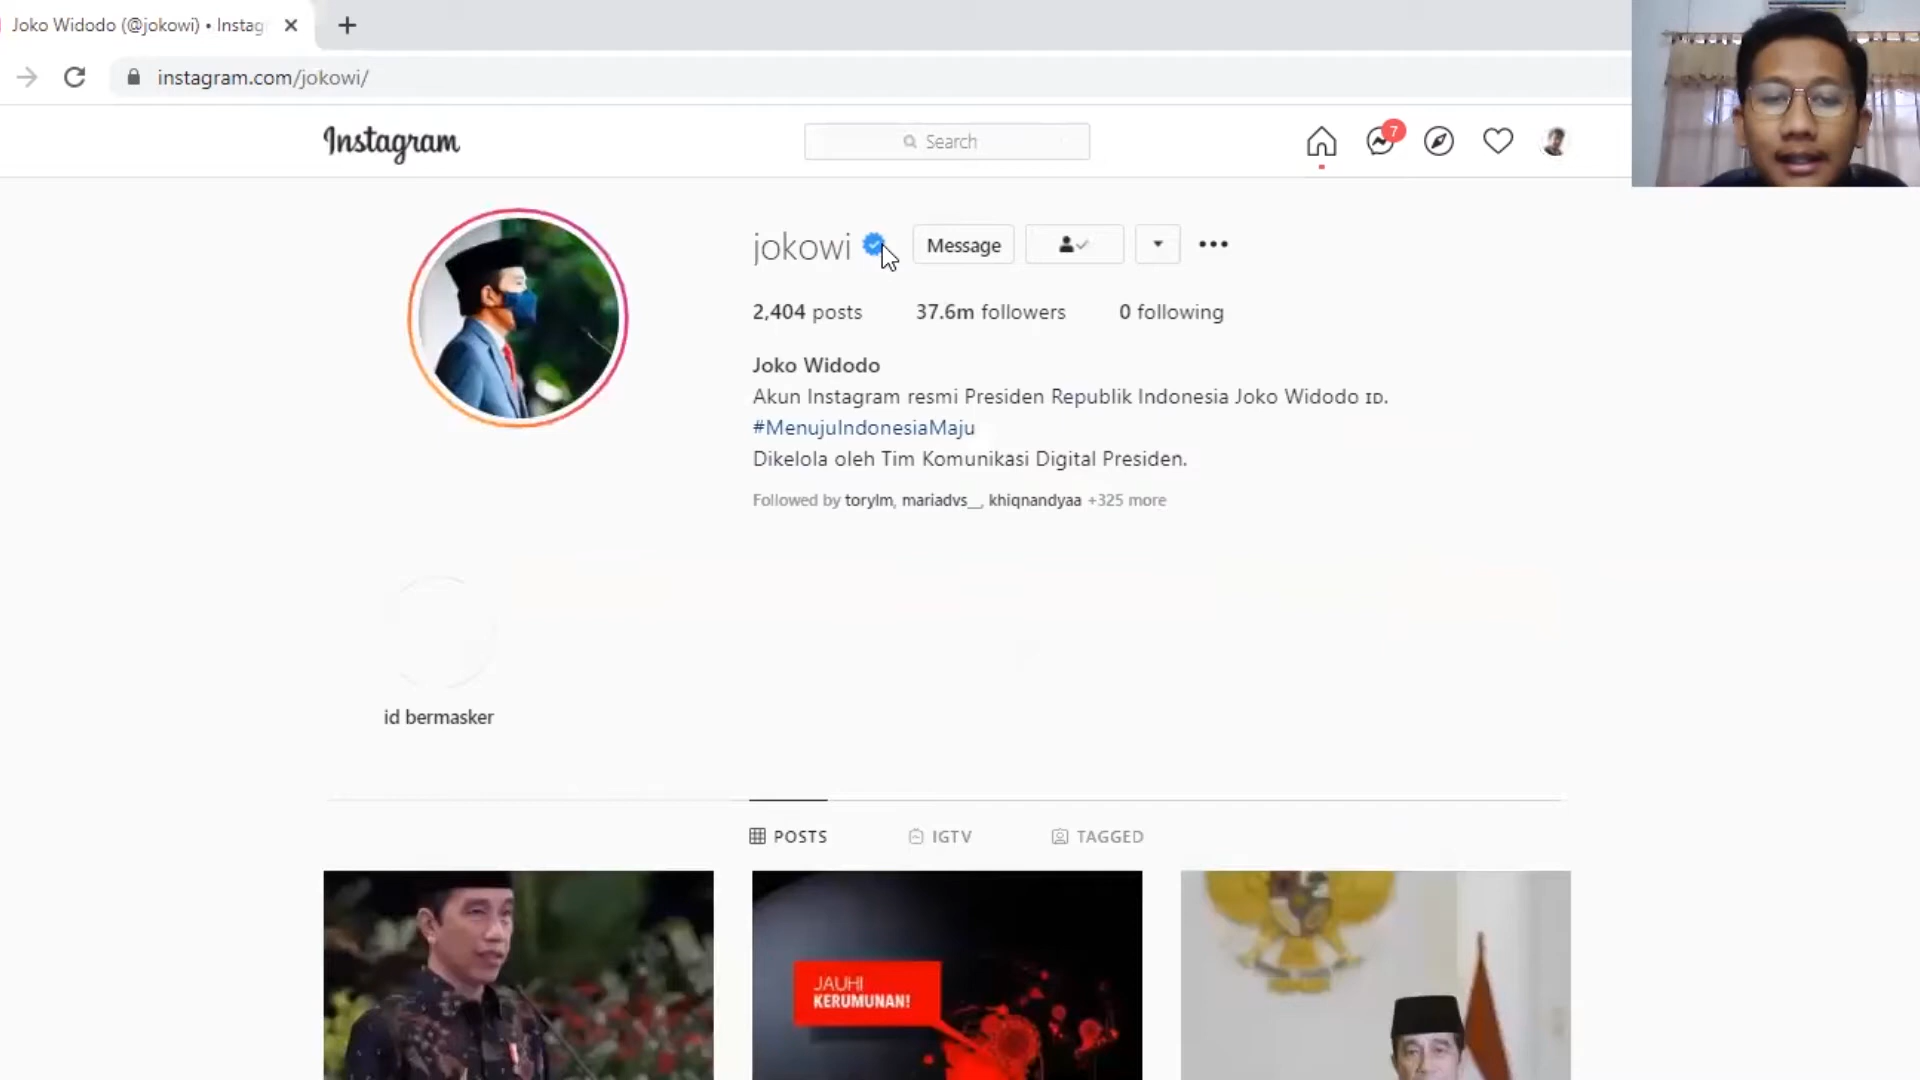 Joko Widodo (@jokowi) • Instag
instagram.com/jokowi/
Instagram
Search
7
jokowi
Message
2,404 posts
37.6m followers
0 following
Joko Widodo
Akun Instagram resmi Presiden Republik Indonesia Joko Widodo ID.
#MenujuIndonesiaMaju
Dikelola oleh Tim Komunikasi Digital Presiden.
Followed by torylm, mariadvs__, khiqnandyaa +325 more
id bermasker
POSTS
IGTV
TAGGED
JAUHI
KERUMUNAN!